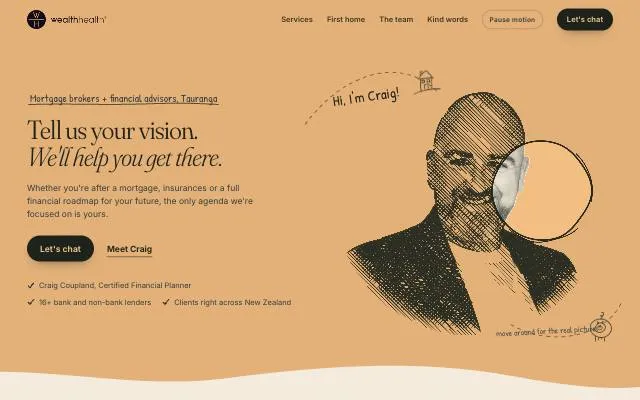 W
H
wealthhealth
Services
First home
The team
Kind words
Pause motion
Let's chat
Mortgage brokers + financial advisors, Tauranga
Hi, I'm Craig!
Tell us your vision.
We'll help you get there.
Whether you're after a mortgage, insurances or a full
financial roadmap for your future, the only agenda we're
focused on is yours.
Let's chat
Meet Craig
Craig Coupland, Certified Financial Planner
16+ bank and non-bank lenders
Clients right across New Zealand
move around for the real picture